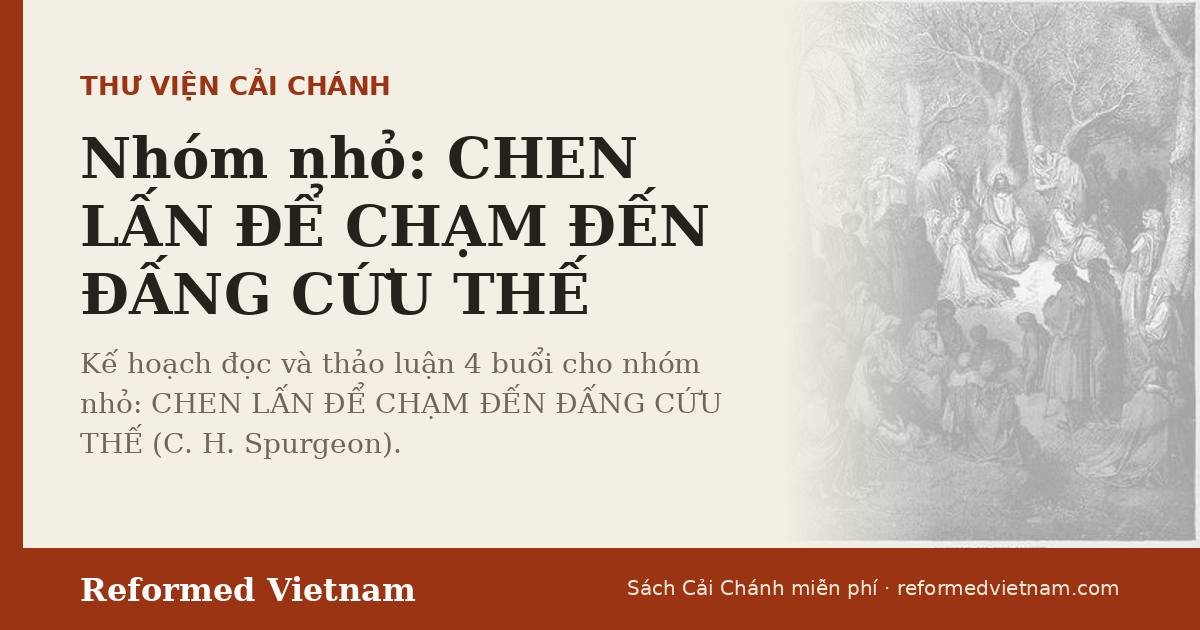 THƯ VIỆN CẢI CHÁNH
Nhóm nhỏ: CHEN
LẤN ĐỂ CHẠM ĐẾN
ĐẤNG CỨU THẾ
Kế hoạch đọc và thảo luận 4 buổi cho nhóm
nhỏ: CHEN LẤN ĐỂ CHẠM ĐẾN ĐẤNG CỨU
THẾ (C. H. Spurgeon).
Reformed Vietnam
Sách Cải Chánh miễn phí · reformedvietnam.com